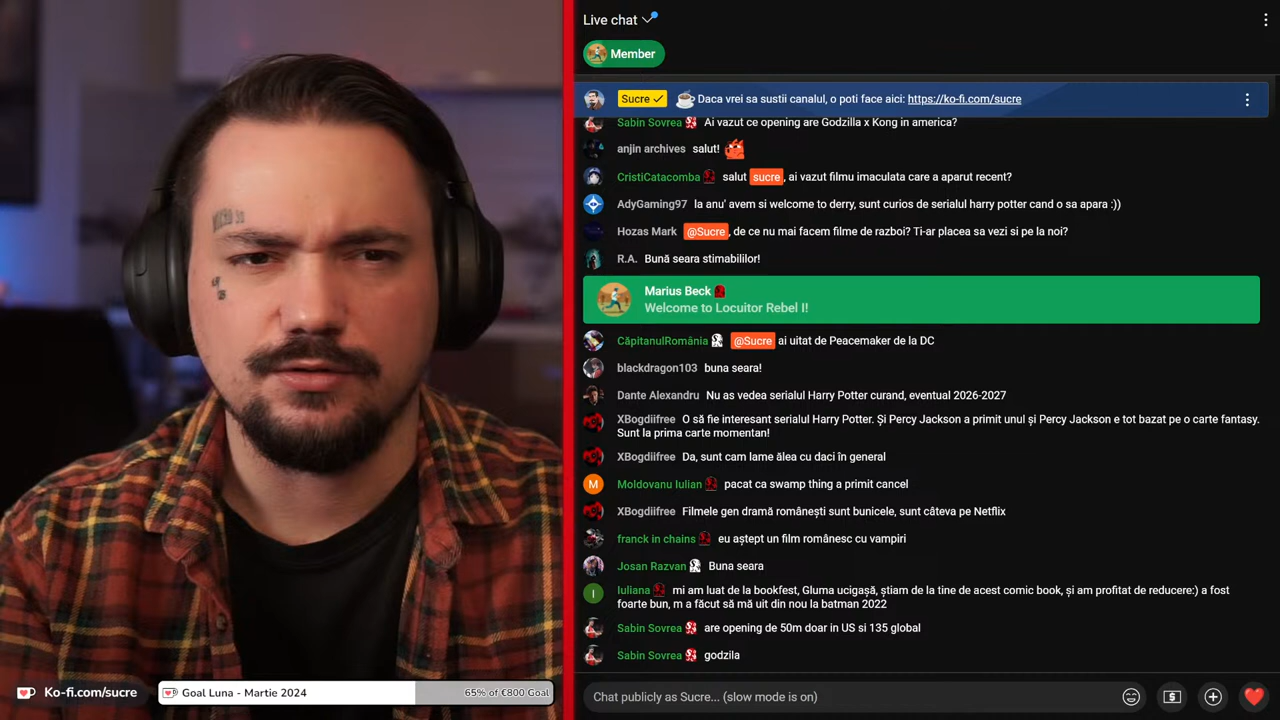 Live chat
Member
Sucre Daca vrei sa sustii canalul, o poti face aici: https://ko-fi.com/sucre
Sabin Sovrea Ai vazut ce opening are Godzilla x Kong in america?
anjin archives salut!
CristiCatacomba salut sucre, ai vazut filmu imaculata care a aparut recent?
AdyGaming97 la anu' avem si welcome to derry, sunt curios de serialul harry potter cand o sa apara :))
Hozas Mark @Sucre, de ce nu mai facem filme de razboi? Ti-ar placea sa vezi si pe la noi?
R.A. Bună seara stimabililor!
Marius Beck
Welcome to Locuitor Rebel I!
CăpitanulRomânia @Sucre ai uitat de Peacemaker de la DC
blackdragon103 buna seara!
Dante Alexandru Nu as vedea serialul Harry Potter curand, eventual 2026-2027
XBogdiifree O să fie interesant serialul Harry Potter. Și Percy Jackson a primit unul și Percy Jackson e tot bazat pe o carte fantasy.
Sunt la prima carte momentan!
XBogdiifree Da, sunt cam lame ălea cu daci în general
M Moldovanu Iulian pacat ca swamp thing a primit cancel
XBogdiifree Filmele gen dramă românești sunt bunicele, sunt câteva pe Netflix
franck in chains eu aștept un film românesc cu vampiri
Josan Razvan Buna seara
I Iuliana mi am luat de la bookfest, Gluma ucigașă, știam de la tine de acest comic book, și am profitat de reducere:) a fost
foarte bun, m a făcut să mă uit din nou la batman 2022
Sabin Sovrea are opening de 50m doar in US si 135 global
Sabin Sovrea godzila
Chat publicly as Sucre... (slow mode is on)
Ko-fi.com/sucre
Goal Luna - Martie 2024
65% of €800 Goal